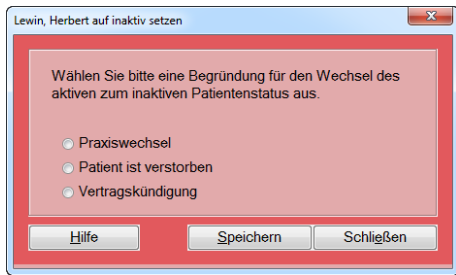 Lewin, Herbert auf inaktiv setzen
Wählen Sie bitte eine Begründung für den Wechsel des
aktiven zum inaktiven Patientenstatus aus.
Praxiswechsel
Patient ist verstorben
Vertragskündigung
Hilfe Speichern Schließen